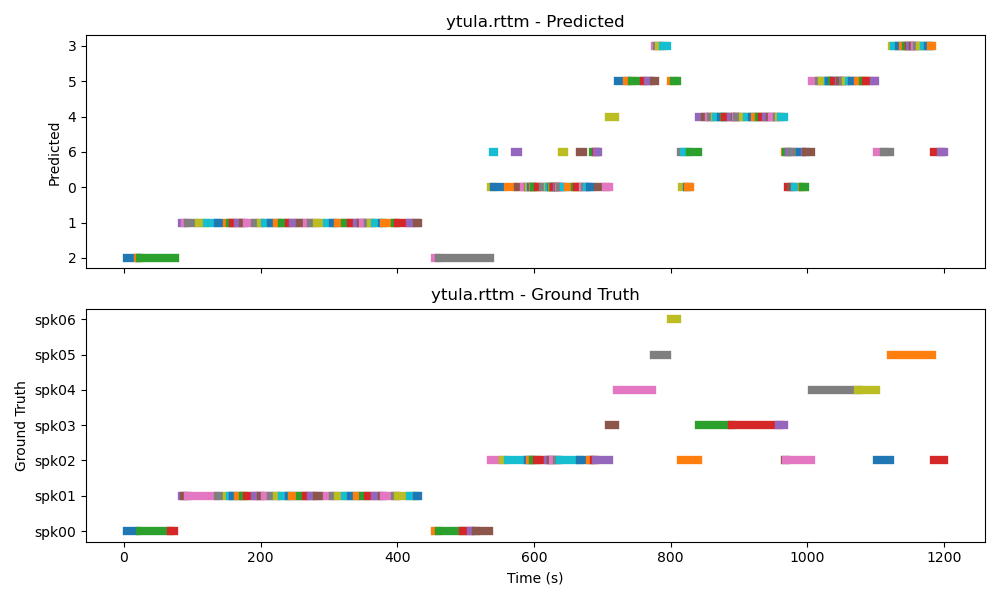 ytula.rttm - Predicted
Predicted
3
5
4
6
0
1
2
ytula.rttm - Ground Truth
Ground Truth
spk06
spk05
spk04
spk03
spk02
spk01
spk00
0 200 400 600 800 1000 1200
Time (s)